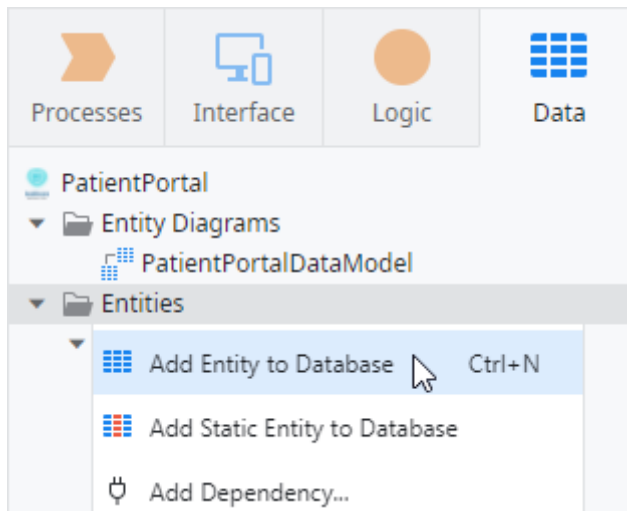 Processes Interface Logic Data
PatientPortal
Entity Diagrams
PatientPortalDataModel
Entities
Add Entity to Database Ctrl+N
Add Static Entity to Database
Add Dependency...